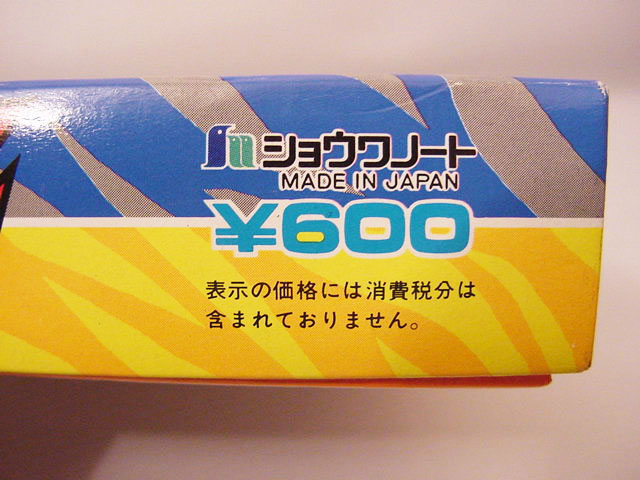 ショウワノート
MADE IN JAPAN
¥600
表示の価格には消費税分は
含まれておりません。